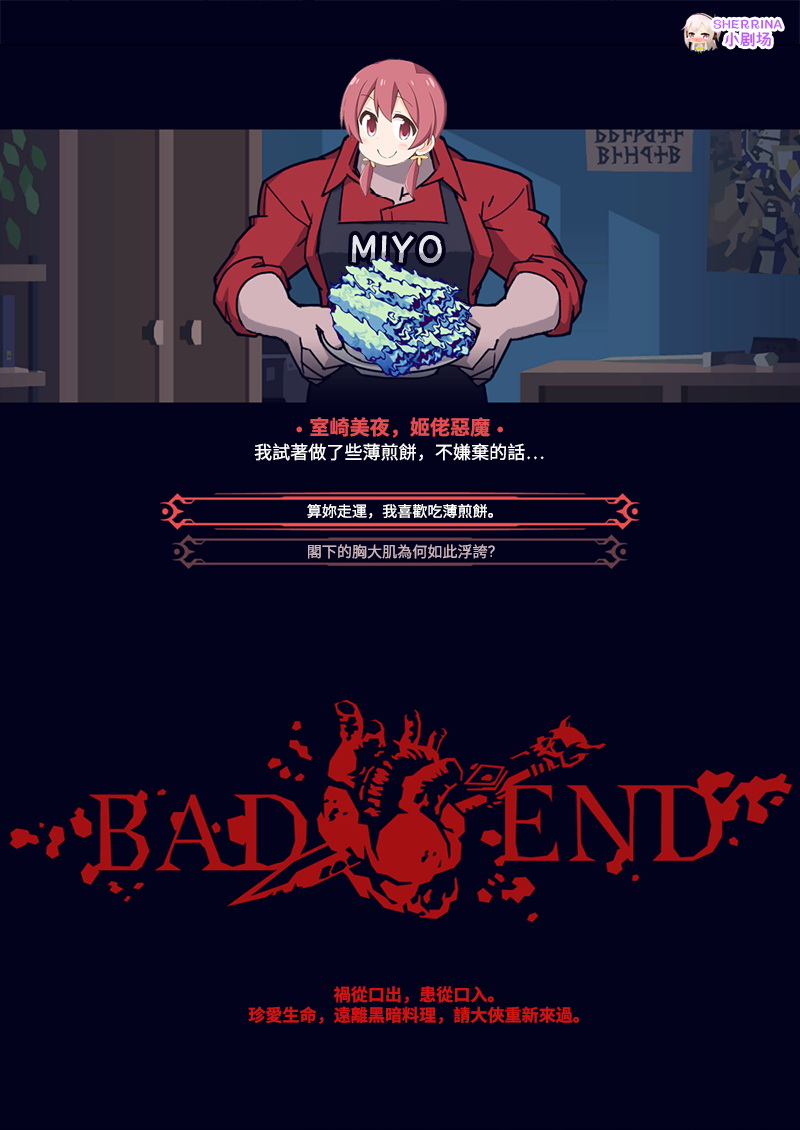 SHERRINA
小剧场
MIYO
• 室崎美夜，姬佬惡魔 •
我試著做了些薄煎餅，不嫌棄的話...
算妳走運，我喜歡吃薄煎餅。
閣下的胸大肌為何如此浮誇?
BAD END
禍從口出，患從口入。
珍愛生命，遠離黑暗料理，請大俠重新來過。